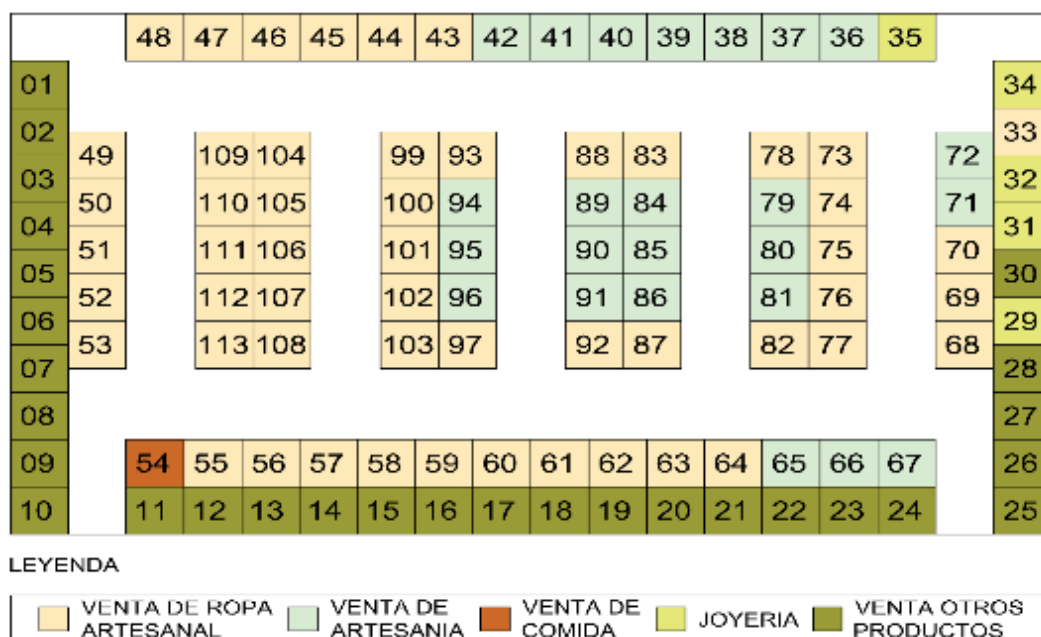 48 47 46 45 44 43 42 41 40 39 38 37 36 35
01 34
02 33
49 109 104 99 93 88 83 78 73 72
03 32
50 110 105 100 94 89 84 79 74 71
04 31
51 111 106 101 95 90 85 80 75 70
05 30
52 112 107 102 96 91 86 81 76 69
06 29
53 113 108 103 97 92 87 82 77 68
07 28
08 27
09 54 55 56 57 58 59 60 61 62 63 64 65 66 67 26
10 11 12 13 14 15 16 17 18 19 20 21 22 23 24 25
LEYENDA
VENTA DE ROPA ARTESANAL
VENTA DE ARTESANIA
VENTA DE COMIDA
JOYERIA
VENTA OTROS PRODUCTOS